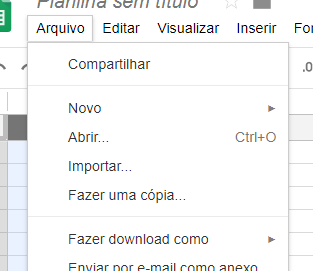 Planilha sem título
Arquivo Editar Visualizar Inserir
Compartilhar
.0
Novo
Abrir... Ctrl+O
Importar...
Fazer uma cópia...
Fazer download como
Enviar por e-mail como anexo